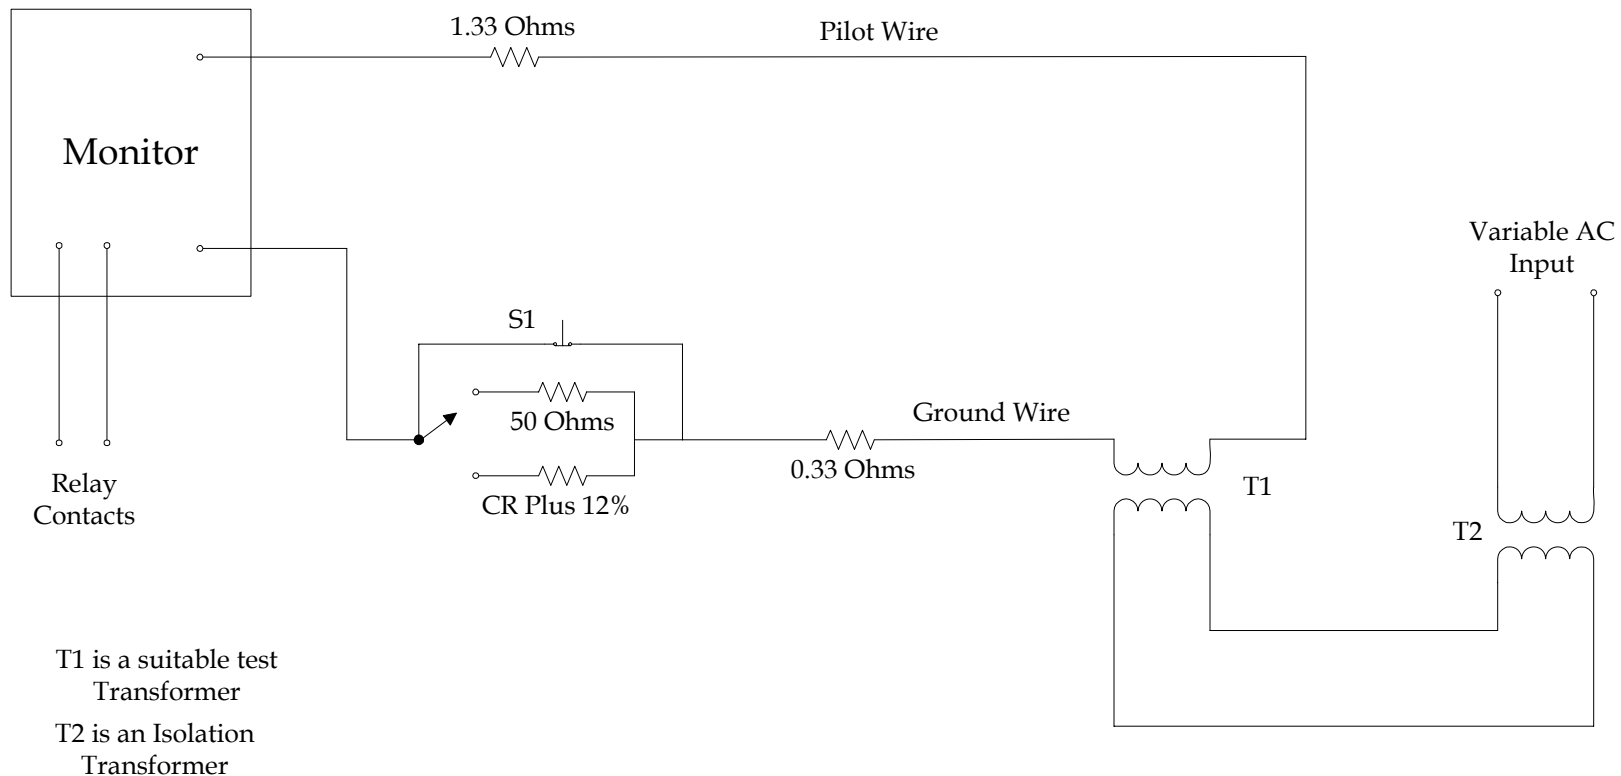 1.33 Ohms
Pilot Wire
Monitor
Variable AC
Input
S1
50 Ohms
Ground Wire
0.33 Ohms
CR Plus 12%
Relay
Contacts
T1
T2
T1 is a suitable test
Transformer
T2 is an Isolation
Transformer